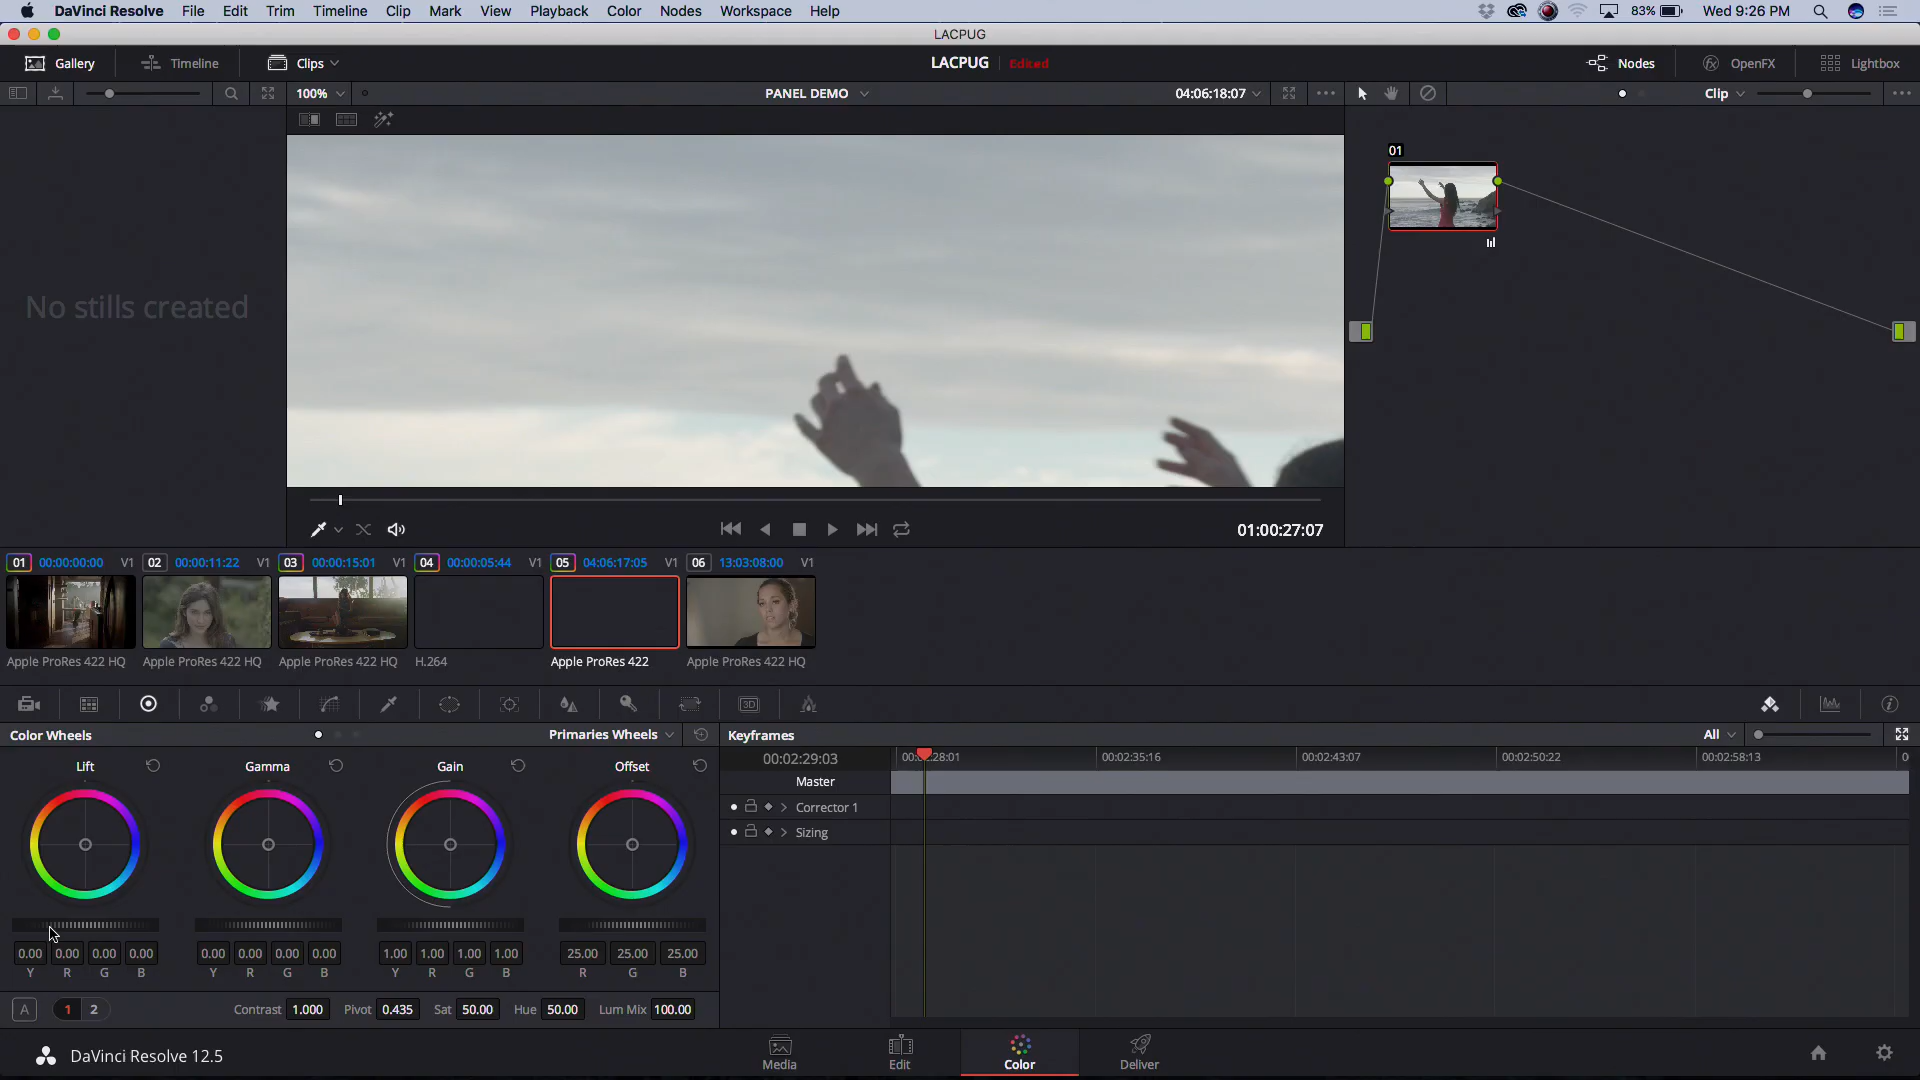 DaVinci Resolve File Edit Trim Timeline Clip Mark View Playback Color Nodes Workspace Help 83% Wed 9:26 PM
LACPUG
Gallery Timeline Clips LACPUG Edited Nodes OpenFX Lightbox
100% PANEL DEMO 04:06:18:07 Clip
01
No stills created
01:00:27:07
01 00:00:00:00 V1 02 00:00:11:22 V1 03 00:00:15:01 V1 04 00:00:05:44 V1 05 04:06:17:05 V1 06 13:03:08:00 V1
Apple ProRes 422 HQ Apple ProRes 422 HQ Apple ProRes 422 HQ H.264 Apple ProRes 422 Apple ProRes 422 HQ
3D
Color Wheels Primaries Wheels Keyframes All
Lift Gamma Gain Offset
00:02:29:03 00:02:28:01 00:02:35:16 00:02:43:07 00:02:50:22 00:02:58:13 0
Master
Corrector 1
Sizing
0.00 0.00 0.00 0.00 0.00 0.00 0.00 0.00 1.00 1.00 1.00 1.00 25.00 25.00 25.00
Y R G B Y R G B Y R G B R G B
A 1 2 Contrast 1.000 Pivot 0.435 Sat 50.00 Hue 50.00 Lum Mix 100.00
DaVinci Resolve 12.5 Media Edit Color Deliver